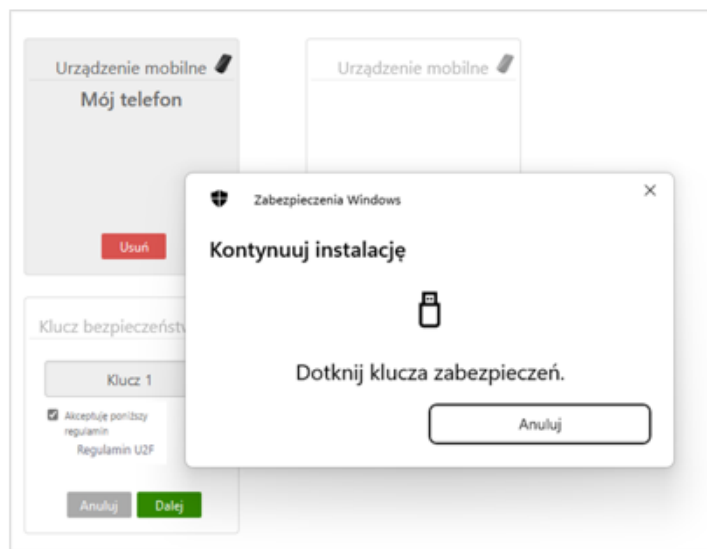 Urządzenie mobilne
Mój telefon
Usuń
Urządzenie mobilne
Zabezpieczenia Windows
Kontynuuj instalację
Dotknij klucza zabezpieczeń.
Anuluj
Klucz bezpieczeństw
Klucz 1
Akceptuję poniższy
regulamin
Regulamin U2F
Anuluj
Dalej